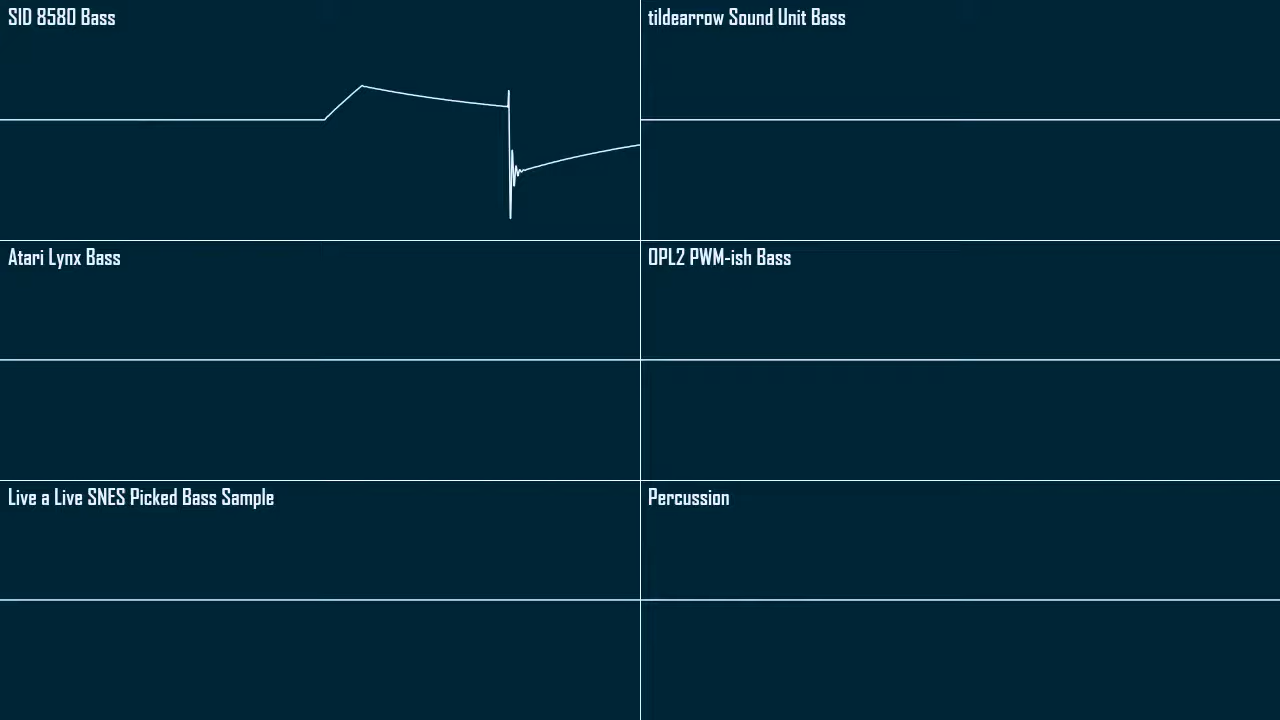 SID 8580 Bass
tildearrow Sound Unit Bass
Atari Lynx Bass
OPL2 PWM-ish Bass
Live a Live SNES Picked Bass Sample
Percussion